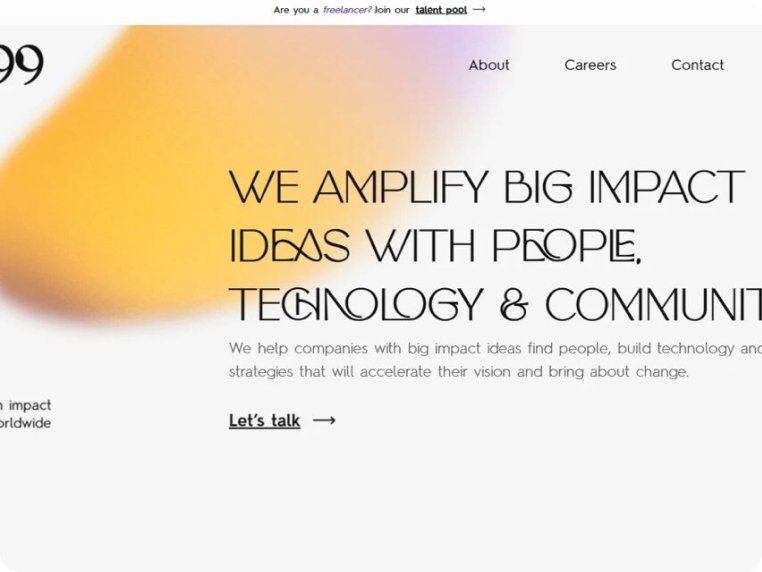 Are you a freelancer? Join our talent pool →
99
About Careers Contact
WE AMPLIFY BIG IMPACT
IDEAS WITH PEOPLE,
TECHNOLOGY & COMMUNIT
We help companies with big impact ideas find people, build technology and
strategies that will accelerate their vision and bring about change.
impact
Let's talk →